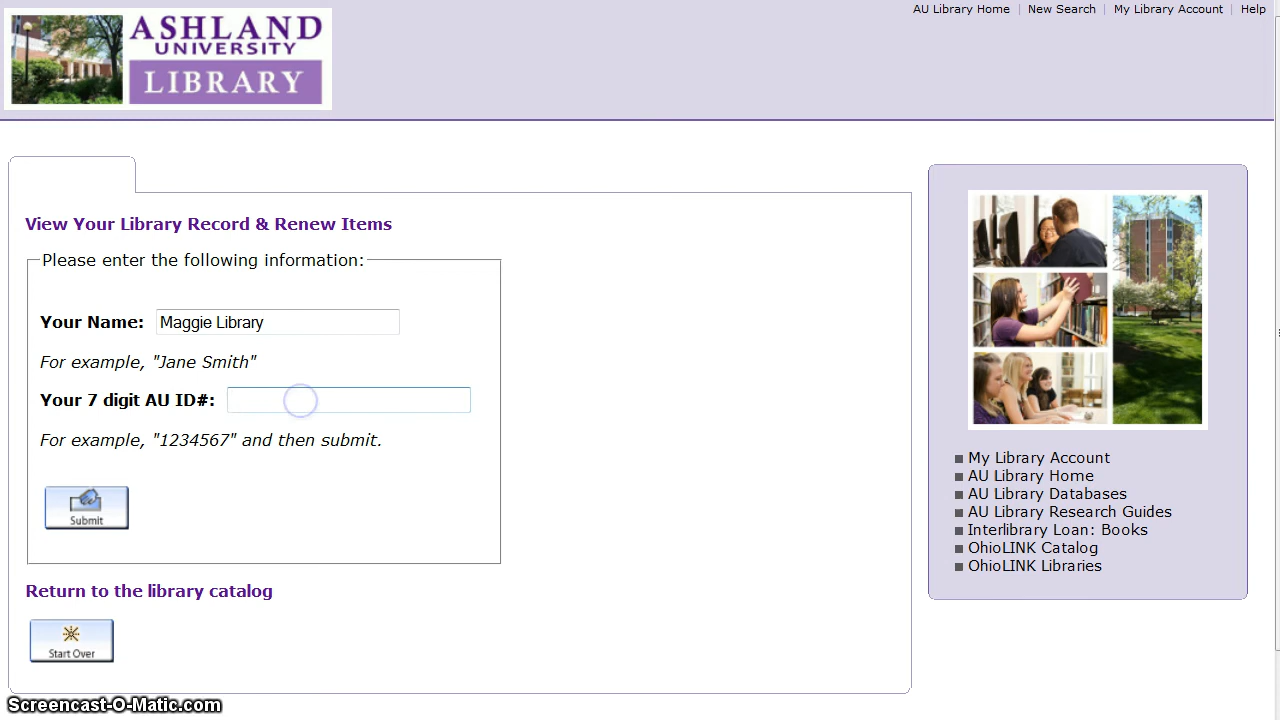 AU Library Home | New Search | My Library Account | Help
ASHLAND
UNIVERSITY
LIBRARY
View Your Library Record & Renew Items
Please enter the following information:
Your Name: Maggie Library
For example, "Jane Smith"
Your 7 digit AU ID#:
For example, "1234567" and then submit.
Submit
Return to the library catalog
Start Over
My Library Account
AU Library Home
AU Library Databases
AU Library Research Guides
Interlibrary Loan: Books
OhioLINK Catalog
OhioLINK Libraries
Screencast-O-Matic.com